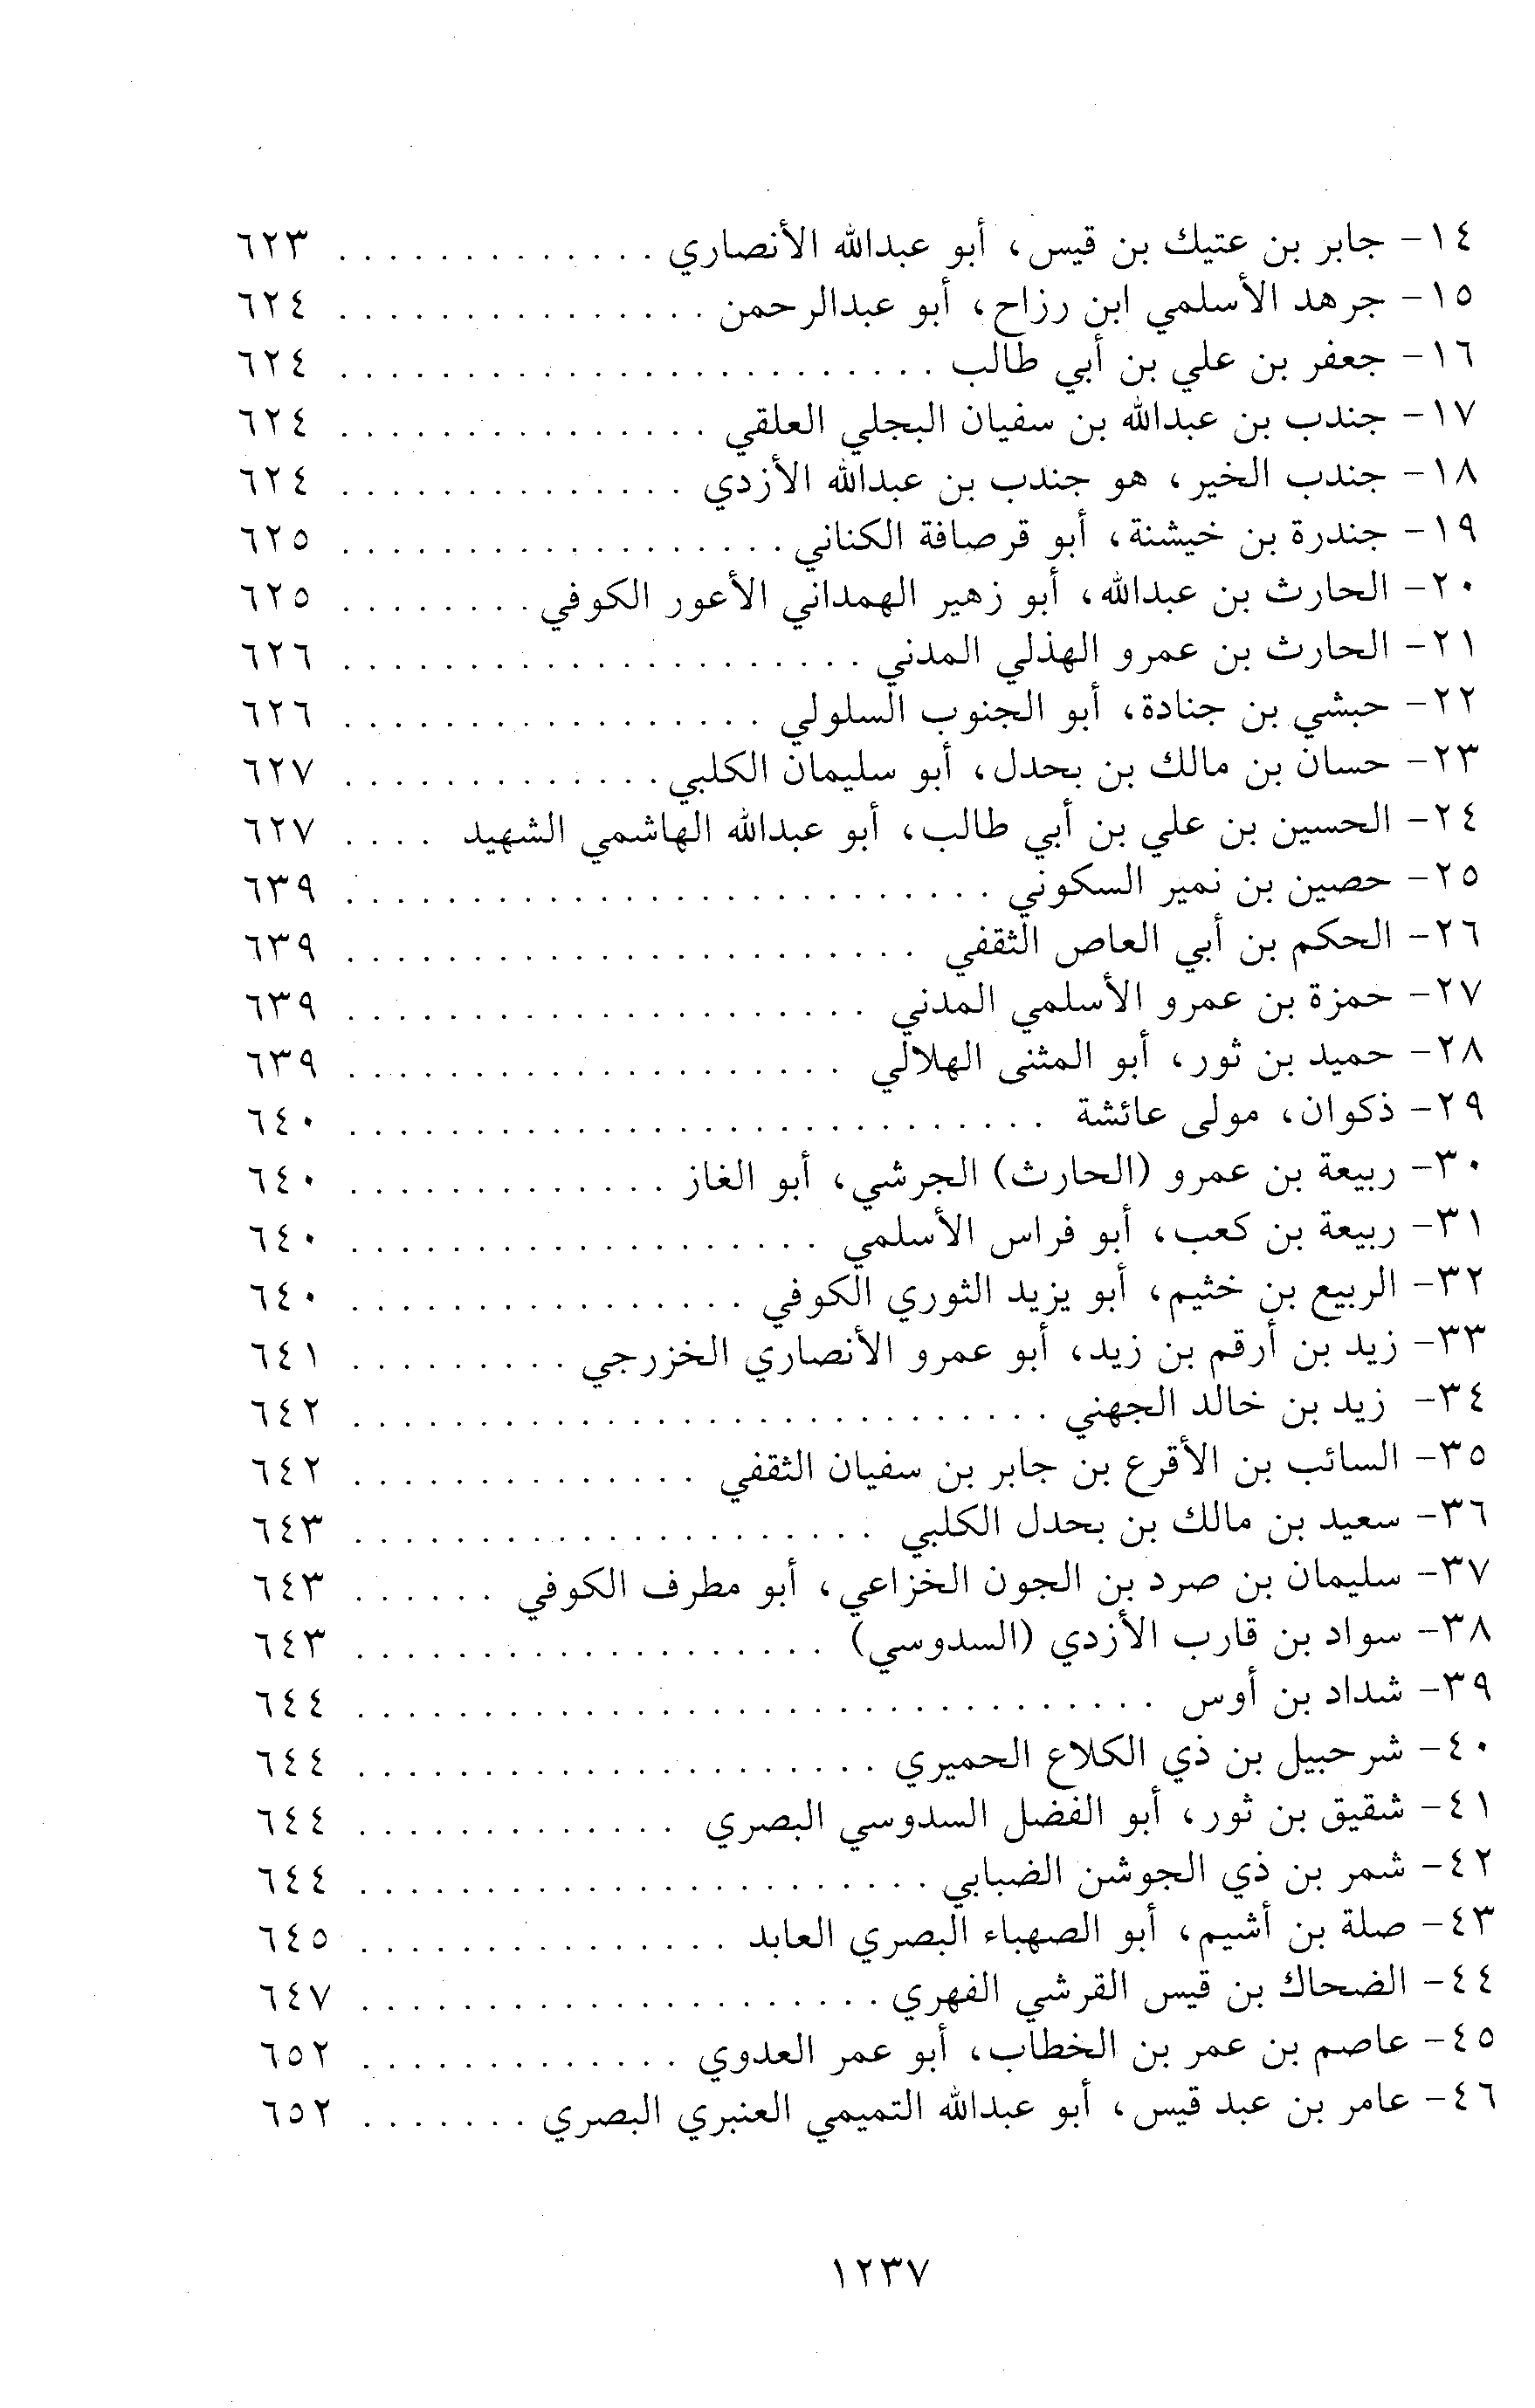 ١٤- جابر بن عتيك بن قيس، أبو عبدالله الأنصاري . . . . . . . . . . . . . ٦٢٣
١٥- جرهد الأسلمي ابن رزاح، أبو عبدالرحمن . . . . . . . . . . . . . . . ٦٢٤
١٦- جعفر بن علي بن أبي طالب . . . . . . . . . . . . . . . . . . . . . . . . ٦٢٤
١٧- جندب بن عبدالله بن سفيان البجلي العلقي . . . . . . . . . . . . . . . ٦٢٤
١٨- جندب الخير، هو جندب بن عبدالله الأزدي . . . . . . . . . . . . . . ٦٢٤
١٩- جندرة بن خيشنة، أبو قرصافة الكناني . . . . . . . . . . . . . . . . . . ٦٢٥
٢٠- الحارث بن عبدالله، أبو زهير الهمداني الأعور الكوفي . . . . . . . . ٦٢٥
٢١- الحارث بن عمرو الهذلي المدني . . . . . . . . . . . . . . . . . . . . . ٦٢٦
٢٢- حبشي بن جنادة، أبو الجنوب السلولي . . . . . . . . . . . . . . . . . ٦٢٦
٢٣- حسان بن مالك بن بحدل، أبو سليمان الكلبي . . . . . . . . . . . . . ٦٢٧
٢٤- الحسين بن علي بن أبي طالب، أبو عبدالله الهاشمي الشهيد . . . . ٦٢٧
٢٥- حصين بن نمير السكوني . . . . . . . . . . . . . . . . . . . . . . . . . . ٦٣٩
٢٦- الحكم بن أبي العاص الثقفي . . . . . . . . . . . . . . . . . . . . . . . ٦٣٩
٢٧- حمزة بن عمرو الأسلمي المدني . . . . . . . . . . . . . . . . . . . . . ٦٣٩
٢٨- حميد بن ثور، أبو المثنى الهلالي . . . . . . . . . . . . . . . . . . . . ٦٣٩
٢٩- ذكوان، مولى عائشة . . . . . . . . . . . . . . . . . . . . . . . . . . . . ٦٤٠
٣٠- ربيعة بن عمرو (الحارث) الجرشي، أبو الغاز . . . . . . . . . . . . . ٦٤٠
٣١- ربيعة بن كعب، أبو فراس الأسلمي . . . . . . . . . . . . . . . . . . . ٦٤٠
٣٢- الربيع بن خثيم، أبو يزيد الثوري الكوفي . . . . . . . . . . . . . . . . ٦٤٠
٣٣- زيد بن أرقم بن زيد، أبو عمرو الأنصاري الخزرجي . . . . . . . . . ٦٤١
٣٤- زيد بن خالد الجهني . . . . . . . . . . . . . . . . . . . . . . . . . . . . ٦٤٢
٣٥- السائب بن الأقرع بن جابر بن سفيان الثقفي . . . . . . . . . . . . . . ٦٤٢
٣٦- سعيد بن مالك بن بحدل الكلبي . . . . . . . . . . . . . . . . . . . . . ٦٤٣
٣٧- سليمان بن صرد بن الجون الخزاعي، أبو مطرف الكوفي . . . . . . ٦٤٣
٣٨- سواد بن قارب الأزدي (السدوسي) . . . . . . . . . . . . . . . . . . . ٦٤٣
٣٩- شداد بن أوس . . . . . . . . . . . . . . . . . . . . . . . . . . . . . . . . ٦٤٤
٤٠- شرحبيل بن ذي الكلاع الحميري . . . . . . . . . . . . . . . . . . . . . ٦٤٤
٤١- شقيق بن ثور، أبو الفضل السدوسي البصري . . . . . . . . . . . . . ٦٤٤
٤٢- شمر بن ذي الجوشن الضبابي . . . . . . . . . . . . . . . . . . . . . . . ٦٤٤
٤٣- صلة بن أشيم، أبو الصهباء البصري العابد . . . . . . . . . . . . . . . ٦٤٥
٤٤- الضحاك بن قيس القرشي الفهري . . . . . . . . . . . . . . . . . . . . . ٦٤٧
٤٥- عاصم بن عمر بن الخطاب، أبو عمر العدوي . . . . . . . . . . . . . ٦٥٢
٤٦- عامر بن عبد قيس، أبو عبدالله التميمي العنبري البصري . . . . . . . ٦٥٢
١٢٣٧